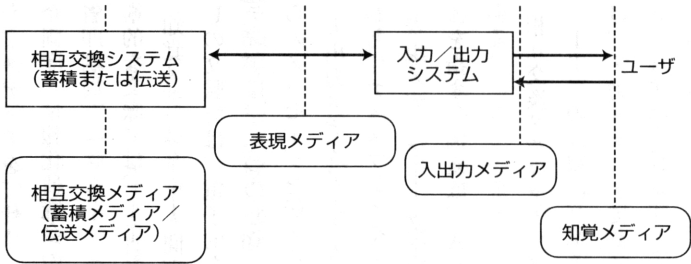 相互交換システム
(蓄積または伝送)
入力／出力
システム
ユーザ
表現メディア
入出力メディア
相互交換メディア
(蓄積メディア／
伝送メディア)
知覚メディア